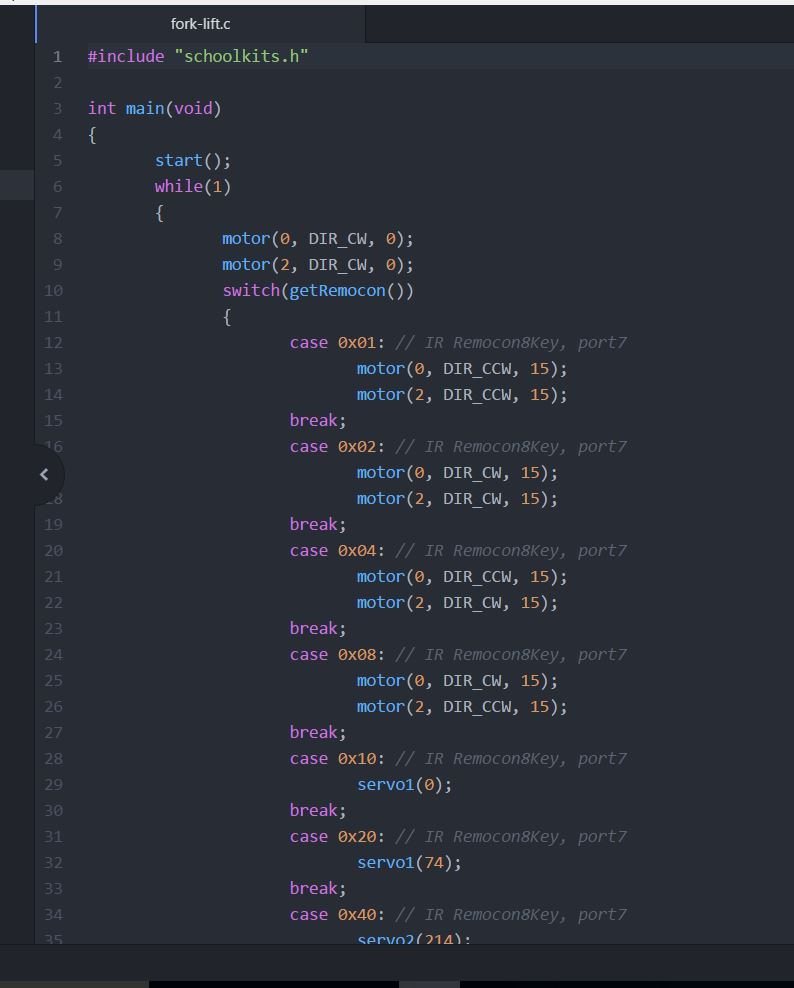 fork-lift.c
1 #include "schoolkits.h"
2
3 int main(void)
4 {
5 start();
6 while(1)
7 {
8 motor(0, DIR_CW, 0);
9 motor(2, DIR_CW, 0);
10 switch(getRemocon())
11 {
12 case 0x01: // IR Remocon8Key, port7
13 motor(0, DIR_CCW, 15);
14 motor(2, DIR_CCW, 15);
15 break;
16 case 0x02: // IR Remocon8Key, port7
motor(0, DIR_CW, 15);
18 motor(2, DIR_CW, 15);
19 break;
20 case 0x04: // IR Remocon8Key, port7
21 motor(0, DIR_CCW, 15);
22 motor(2, DIR_CW, 15);
23 break;
24 case 0x08: // IR Remocon8Key, port7
25 motor(0, DIR_CW, 15);
26 motor(2, DIR_CCW, 15);
27 break;
28 case 0x10: // IR Remocon8Key, port7
29 servo1(0);
30 break;
31 case 0x20: // IR Remocon8Key, port7
32 servo1(74);
33 break;
34 case 0x40: // IR Remocon8Key, port7
35 servo2(214);